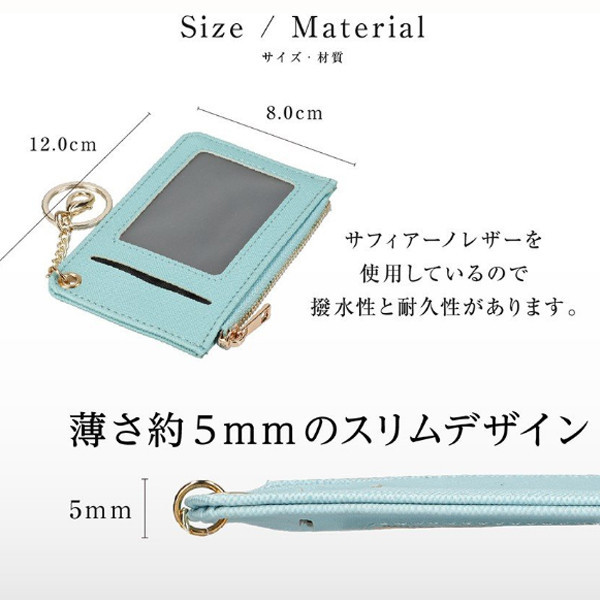 Size / Material
サイズ・材質
8.0cm
12.0cm
サフィアーノレザーを
使用しているので
撥水性と耐久性があります。
薄さ約5mmのスリムデザイン
5mm